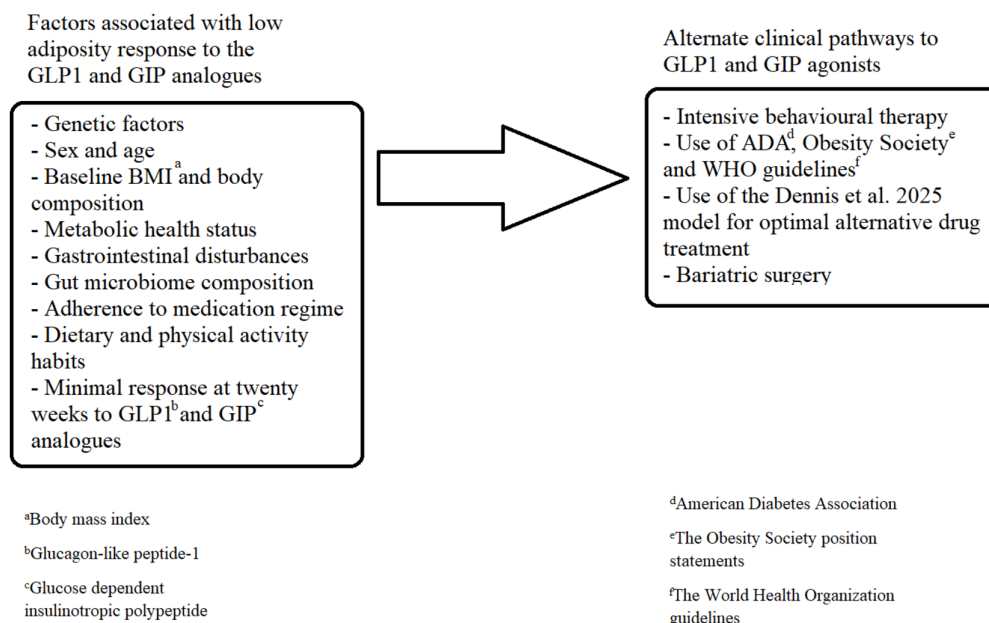 Factors associated with low
adiposity response to the
GLP1 and GIP analogues
- Genetic factors
- Sex and age
- Baseline BMIa and body
composition
- Metabolic health status
- Gastrointestinal disturbances
- Gut microbiome composition
- Adherence to medication regime
- Dietary and physical activity
habits
- Minimal response at twenty
weeks to GLP1b and GIPc
analogues
Alternate clinical pathways to
GLP1 and GIP agonists
- Intensive behavioural therapy
- Use of ADAd, Obesity Societye
and WHO guidelinesf
- Use of the Dennis et al. 2025
model for optimal alternative drug
treatment
- Bariatric surgery
aBody mass index
bGlucagon-like peptide-1
cGlucose dependent
insulinotropic polypeptide
dAmerican Diabetes Association
eThe Obesity Society position
statements
fThe World Health Organization
guidelines